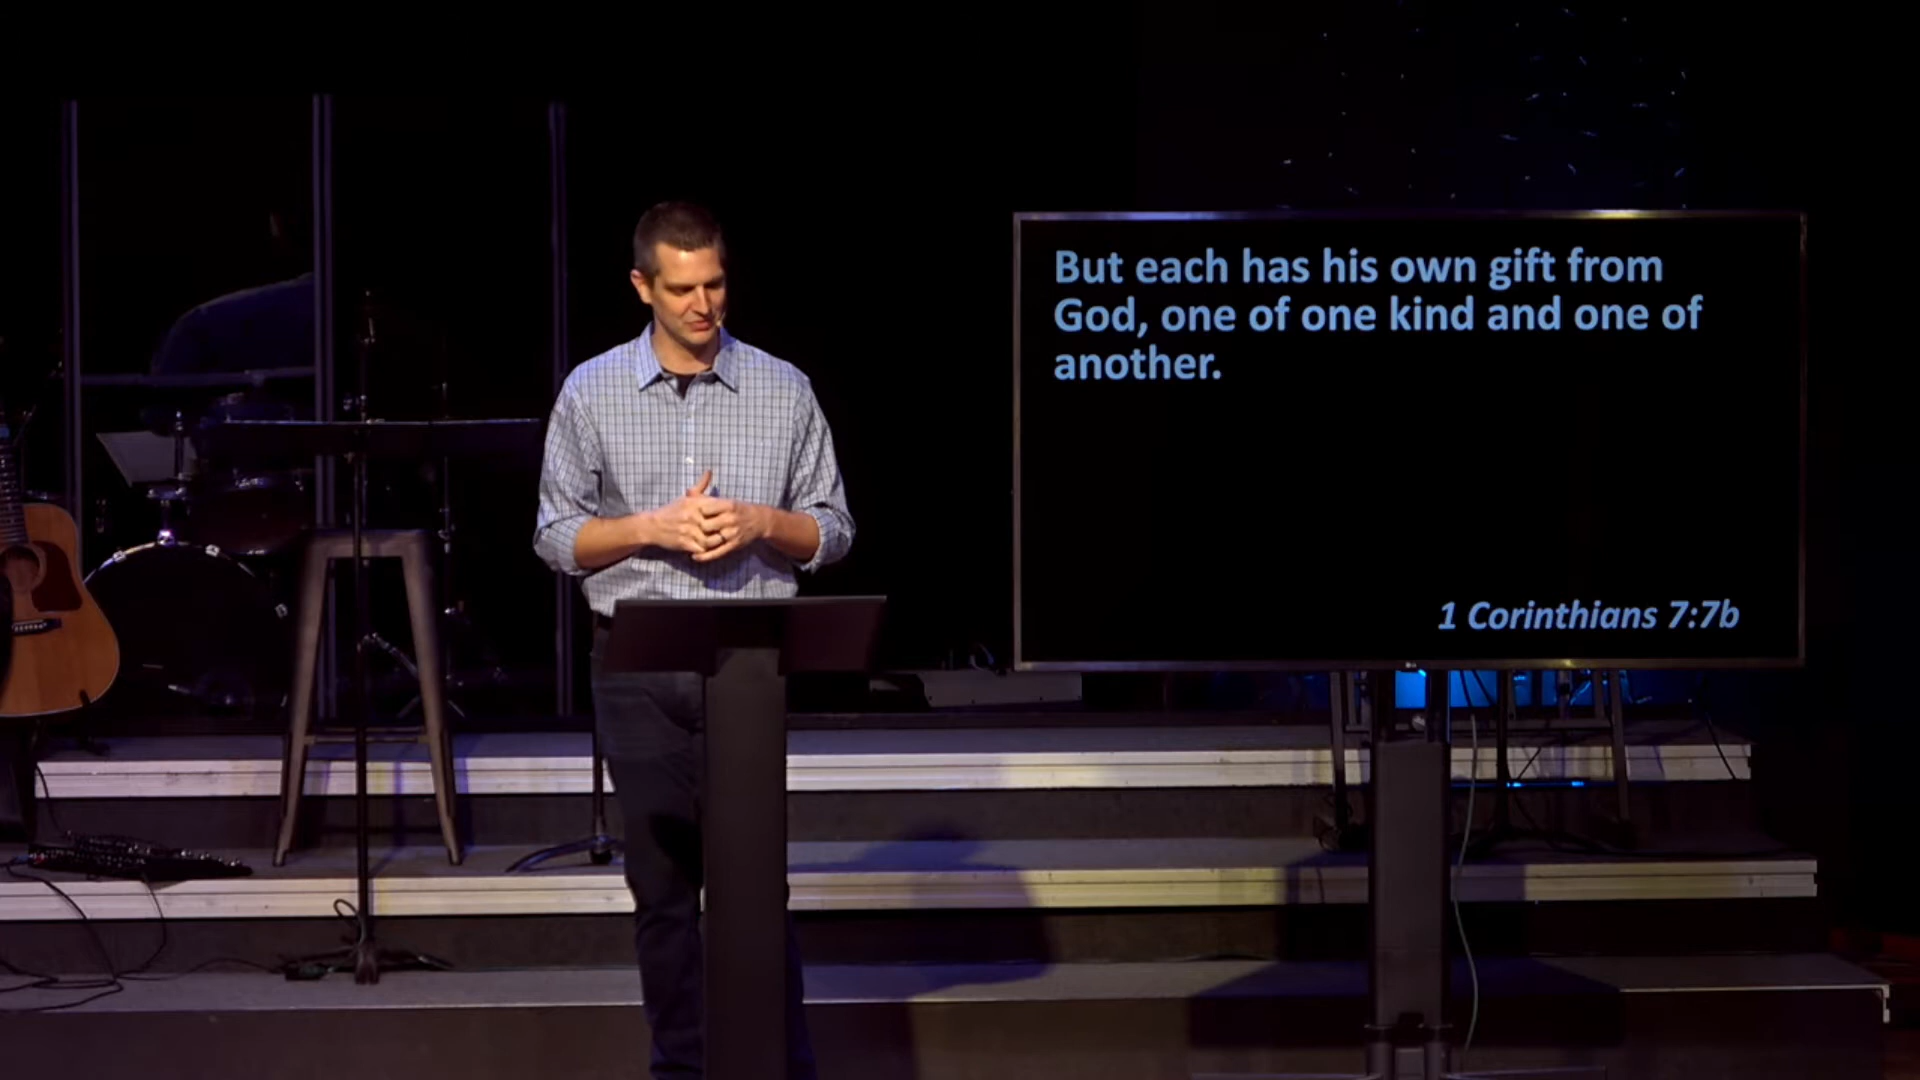 But each has his own gift from
God, one of one kind and one of
another.
1 Corinthians 7:7b